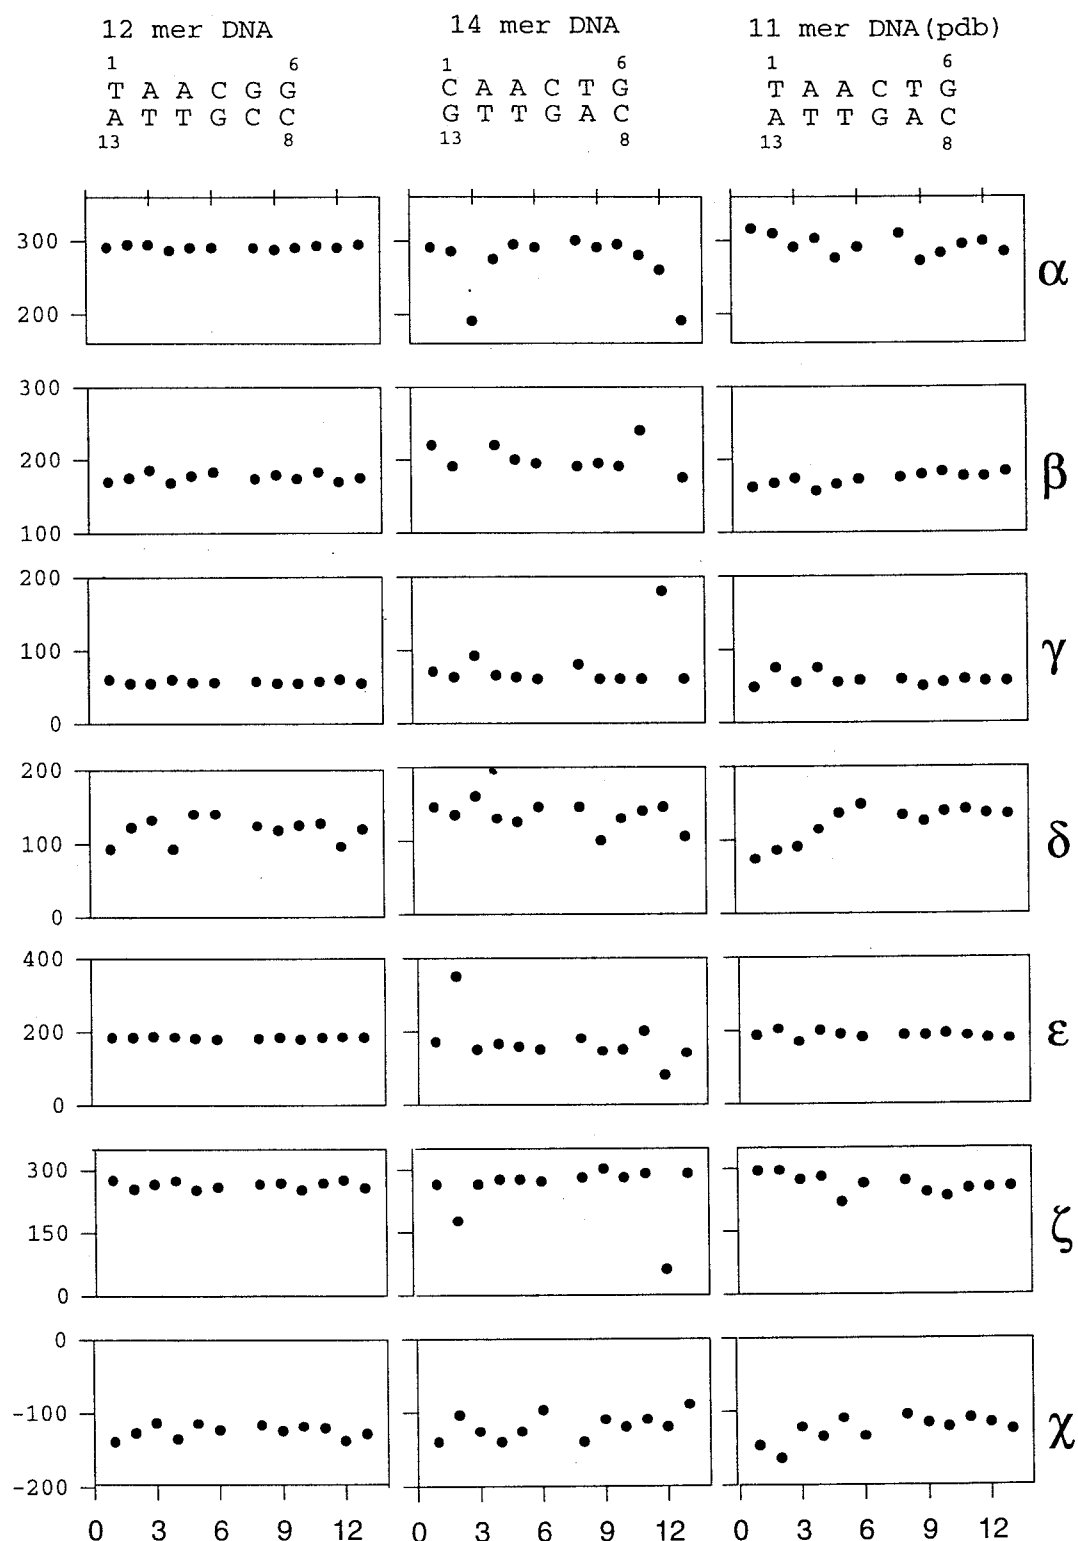 12 mer DNA 14 mer DNA 11 mer DNA(pdb)
1 6 1 6 1 6
T A A C G G C A A C T G T A A C T G
A T T G C C G T T G A C A T T G A C
13 8 13 8 13 8
300
200
α
300
200
100
β
200
100
0
γ
200
100
0
δ
400
200
0
ε
300
150
0
ζ
0
-100
-200
χ
0 3 6 9 12 0 3 6 9 12 0 3 6 9 12